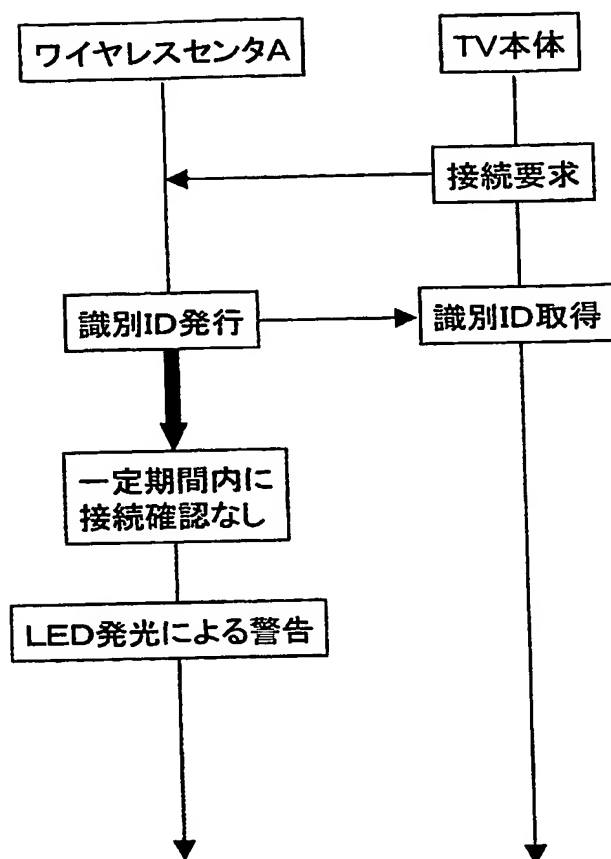 ワイヤレスセンタA
TV本体
接続要求
識別ID発行
識別ID取得
一定期間内に
接続確認なし
LED発光による警告